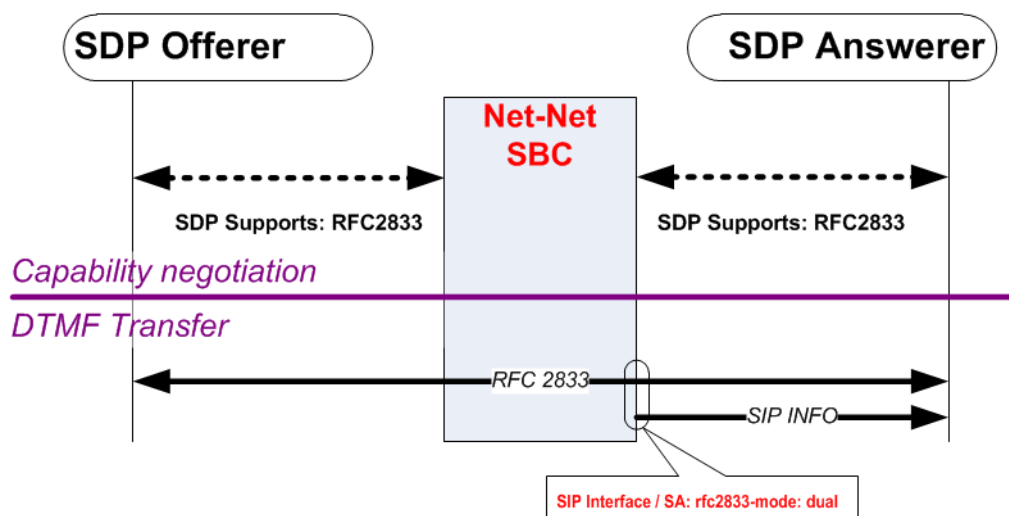 SDP Offerer
SDP Answerer
Net-Net
SBC
SDP Supports: RFC2833
SDP Supports: RFC2833
Capability negotiation
DTMF Transfer
RFC 2833
SIP INFO
SIP Interface / SA: rfc2833-mode: dual